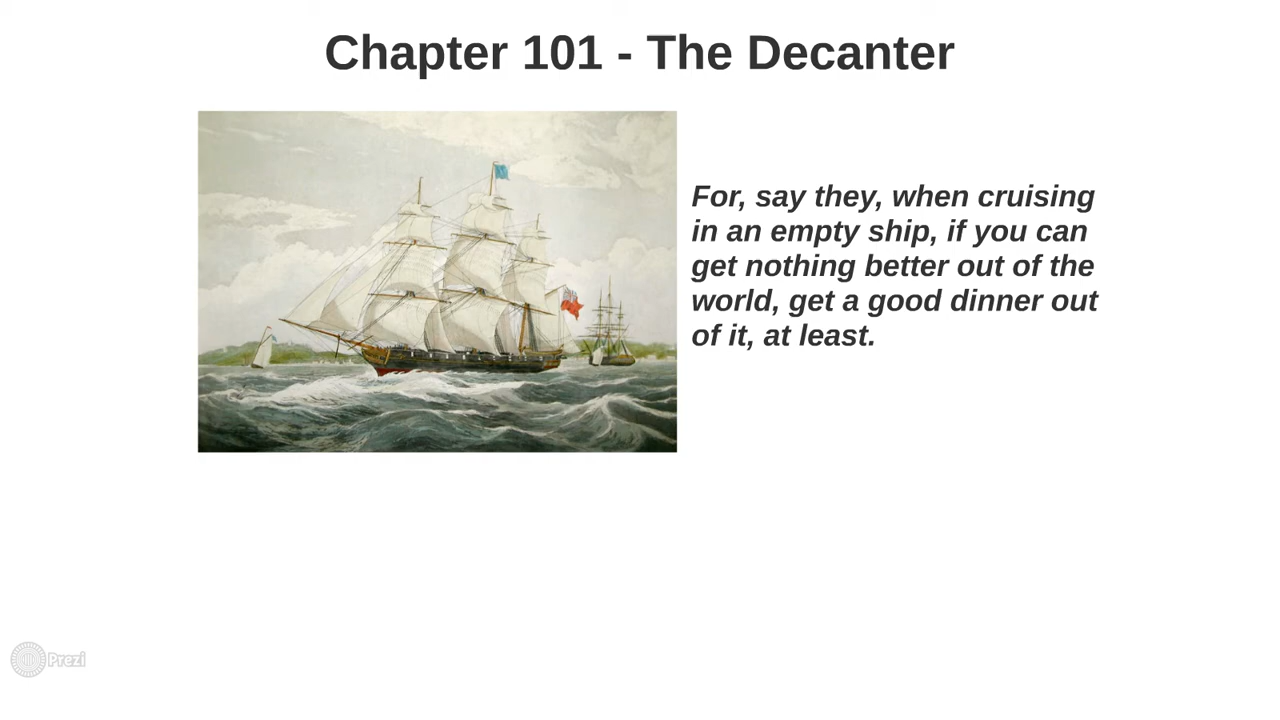 Chapter 101 - The Decanter
For, say they, when cruising
in an empty ship, if you can
get nothing better out of the
world, get a good dinner out
of it, at least.
Prezi